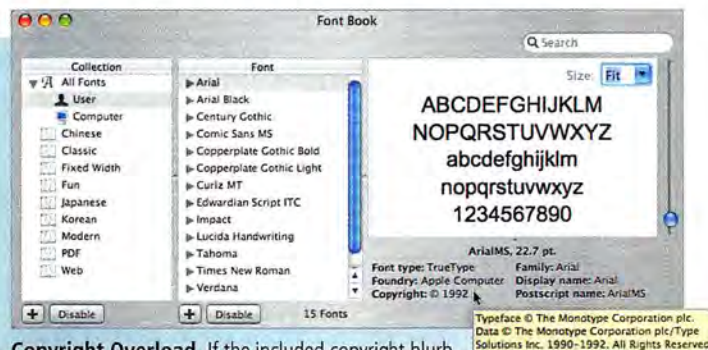 Font Book
Search
Collection
All Fonts
User
Computer
Chinese
Classic
Fixed Width
Fun
Japanese
Korean
Modern
PDF
Web
Font
Arial
Arial Black
Century Gothic
Comic Sans MS
Copperplate Gothic Bold
Copperplate Gothic Light
Curlz MT
Edwardian Script ITC
Impact
Lucida Handwriting
Tahoma
Times New Roman
Verdana
Size: Fit
ABCDEFGHIJKLM
NOPQRSTUVWXYZ
abcdefghijklm
nopqrstuvwxyz
1234567890
ArialMS, 22.7 pt.
Font type: TrueType
Foundry: Apple Computer
Copyright: © 1992
Family: Arial
Display name: Arial
Postscript name: ArialMS
+ Disable
+ Disable
15 Fonts
Typeface © The Monotype Corporation plc.
Data © The Monotype Corporation plc/Type
Solutions Inc. 1990-1992. All Rights Reserved
Copyright Overload If the included copyright blurb